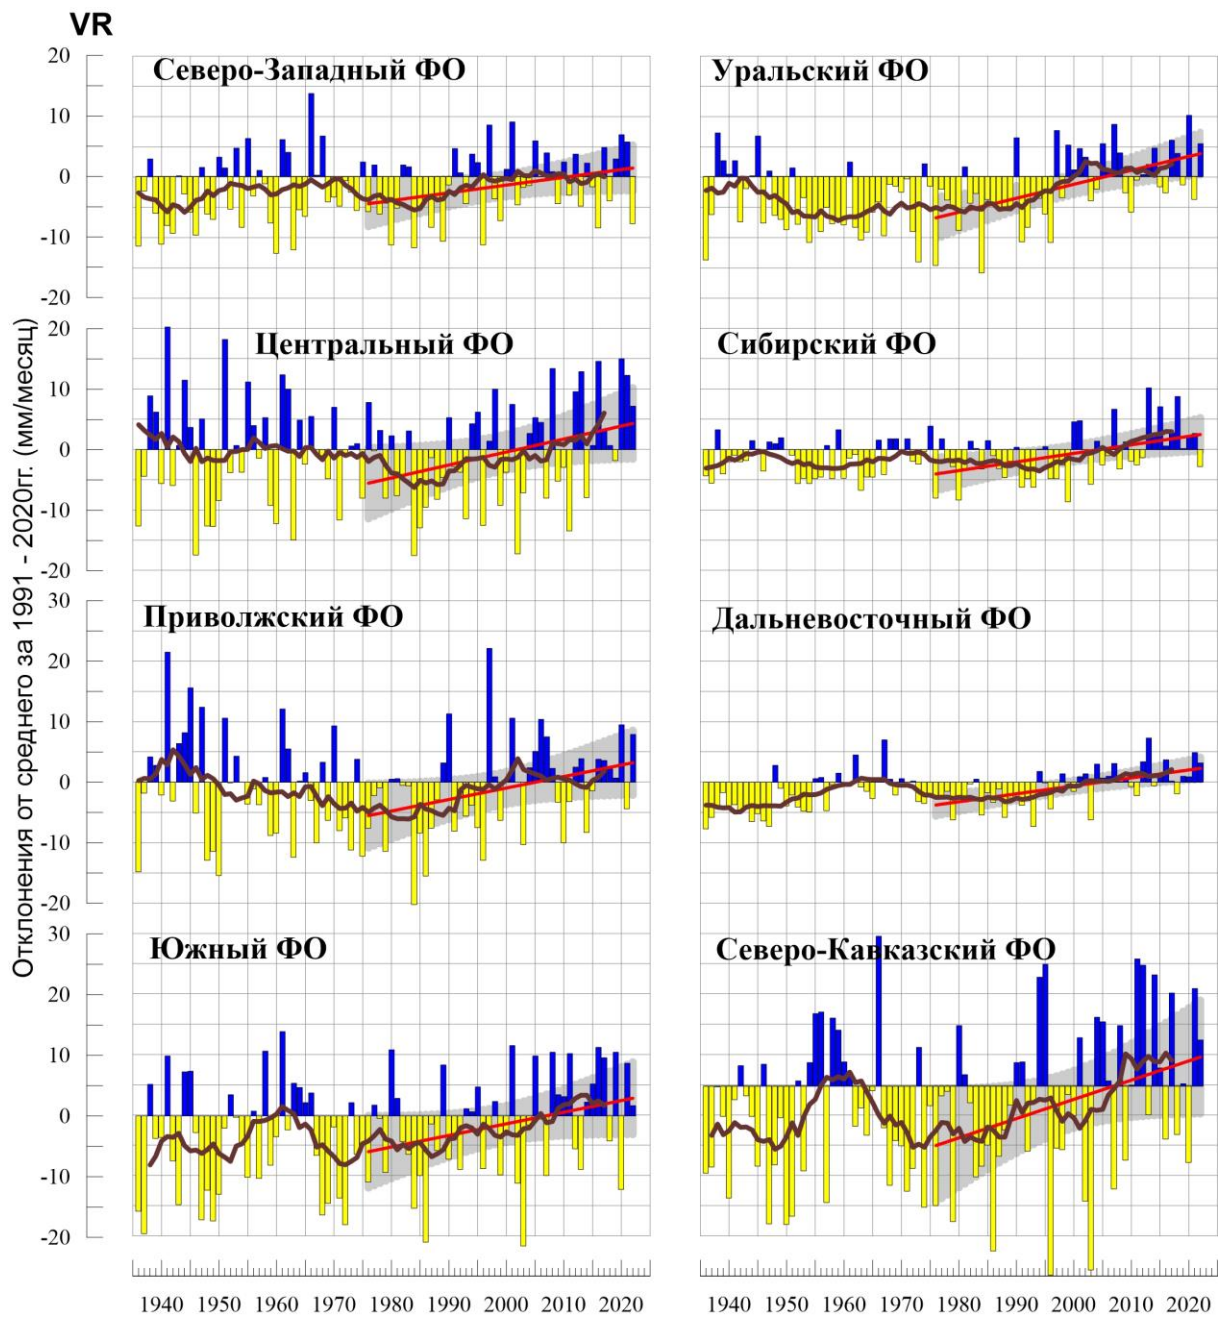 VR
Отклонения от среднего за 1991 - 2020гг. (мм/месяц)
20
10
0
-10
-20
Северо-Западный ФО
Уральский ФО
20
10
0
-10
-20
Центральный ФО
Сибирский ФО
30
20
10
0
-10
-20
Приволжский ФО
Дальневосточный ФО
30
20
10
0
-10
-20
Южный ФО
Северо-Кавказский ФО
1940 1950 1960 1970 1980 1990 2000 2010 2020
1940 1950 1960 1970 1980 1990 2000 2010 2020